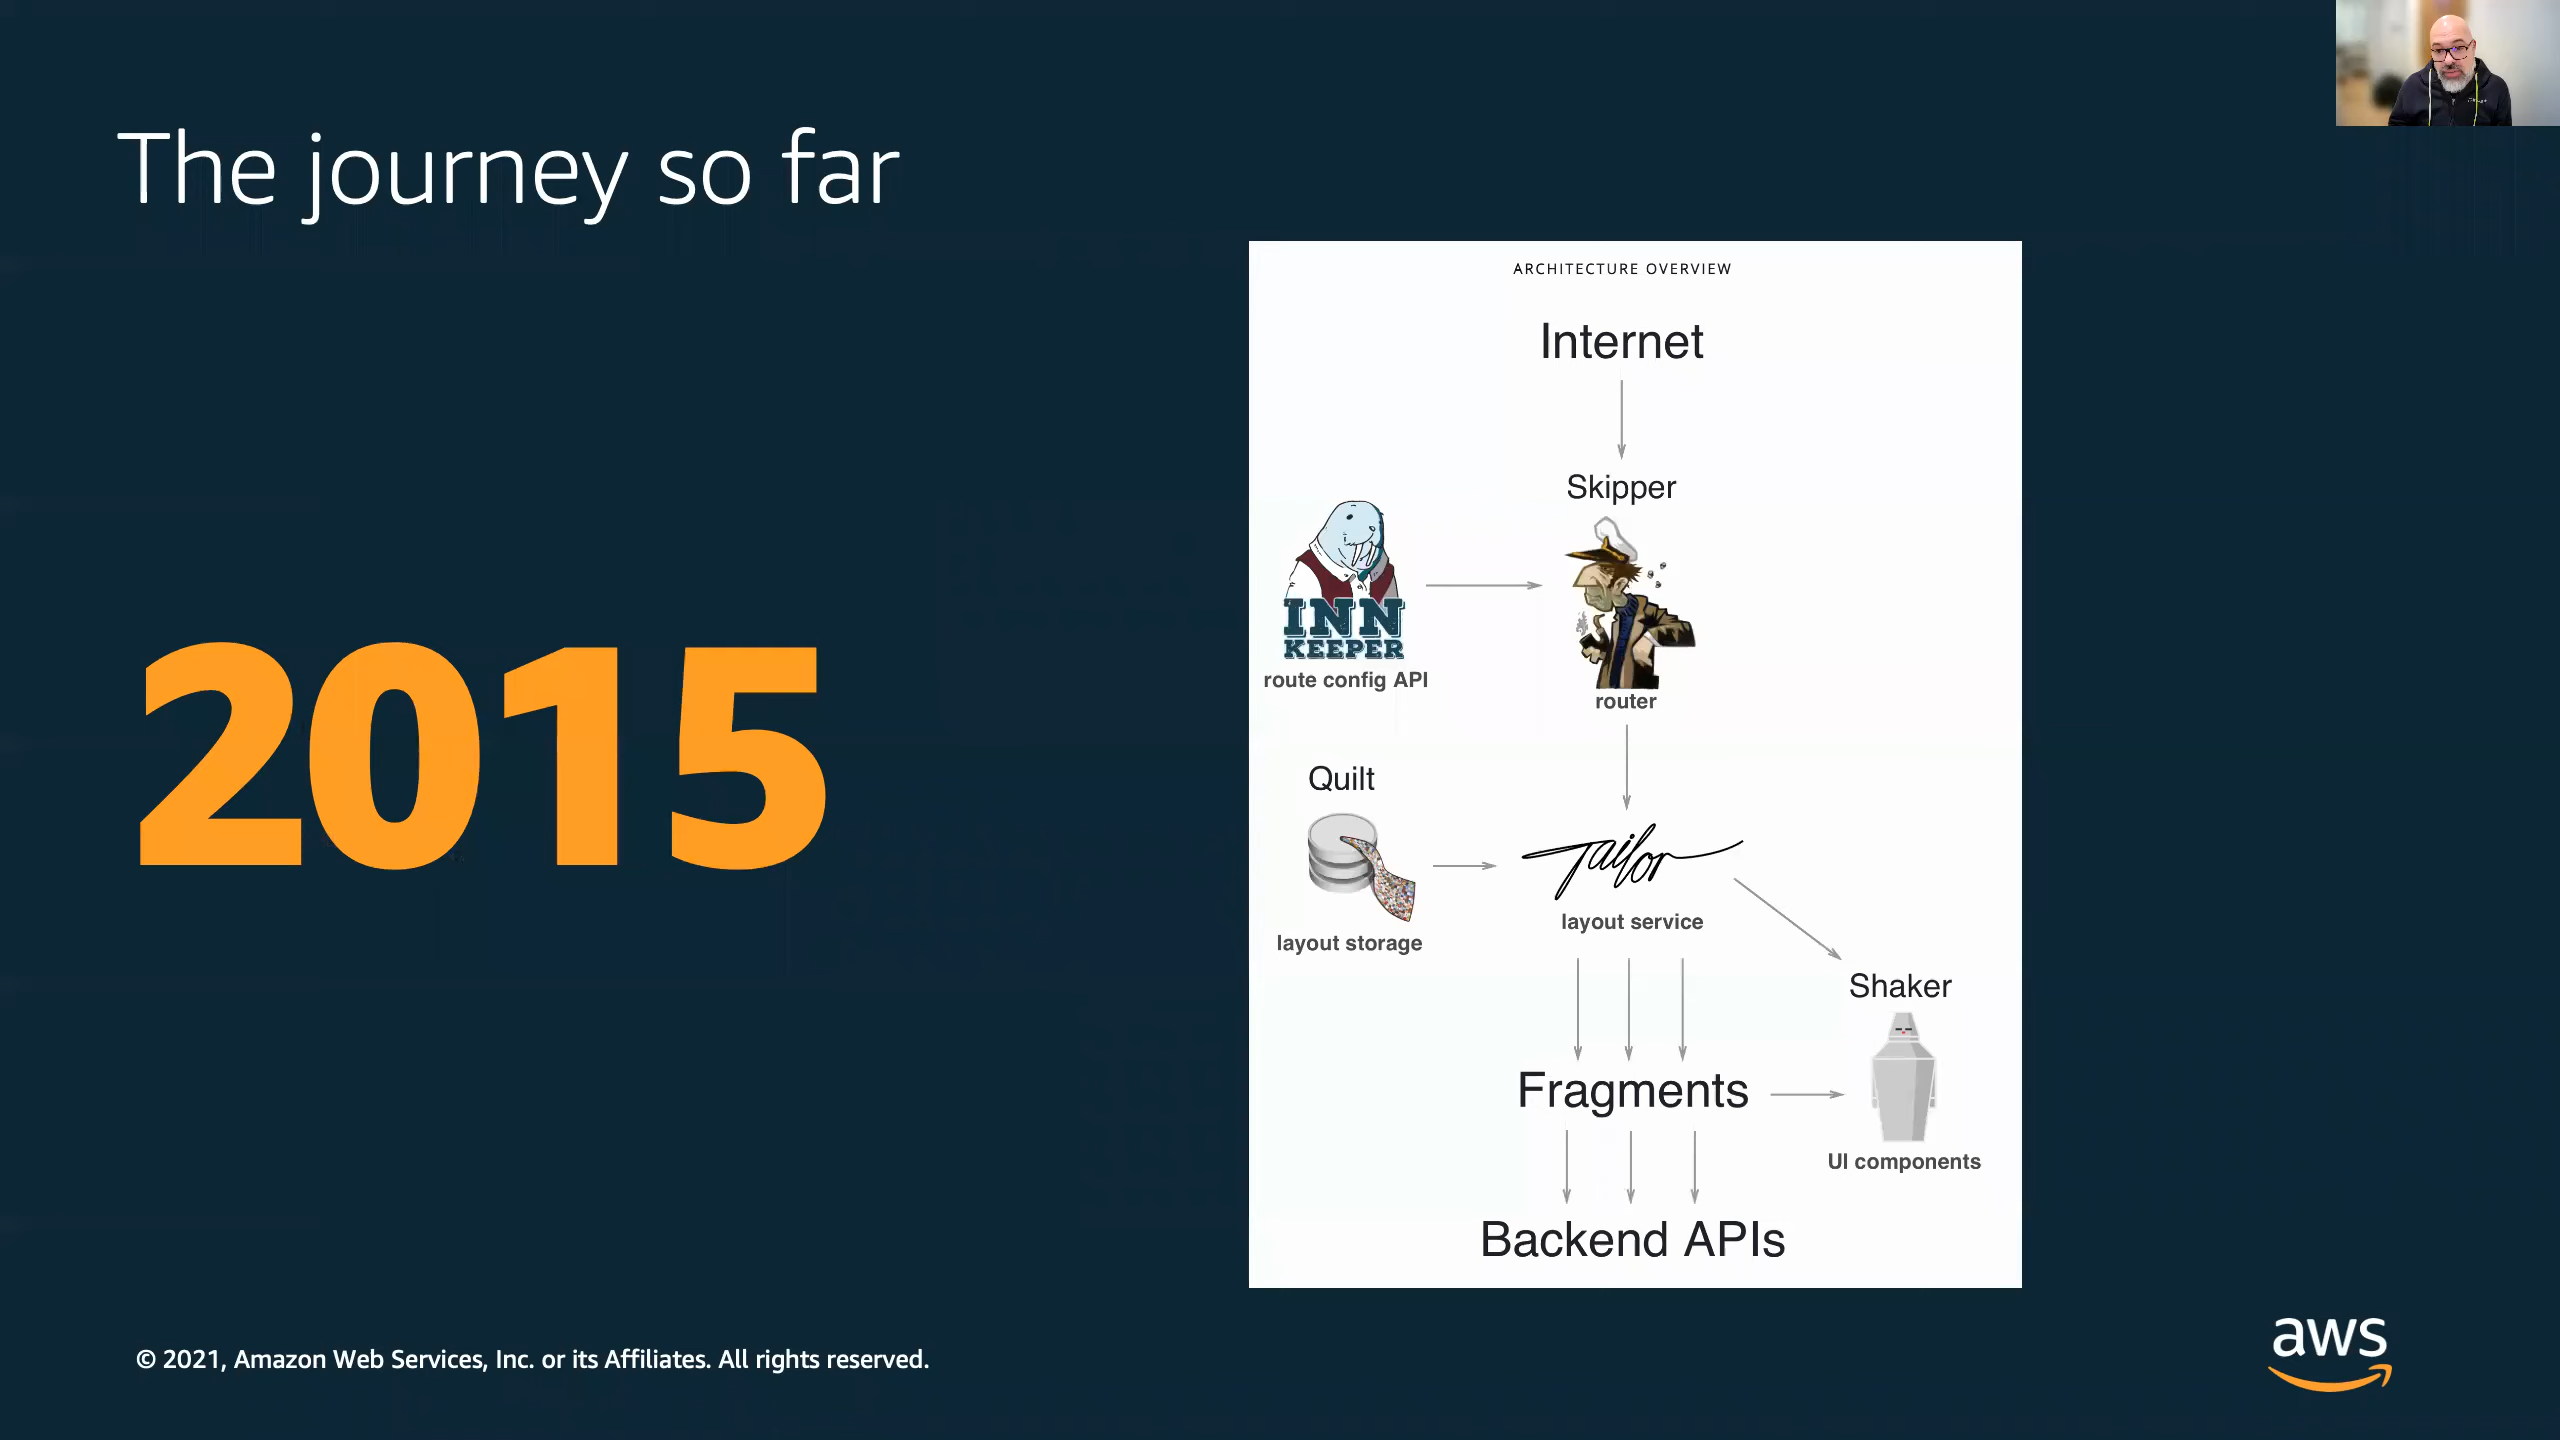 The journey so far
2015
ARCHITECTURE OVERVIEW
Internet
Skipper
INN
KEEPER
route config API
router
Quilt
Tailor
layout storage
layout service
Shaker
Fragments
UI components
Backend APIs
© 2021, Amazon Web Services, Inc. or its Affiliates. All rights reserved.
aws